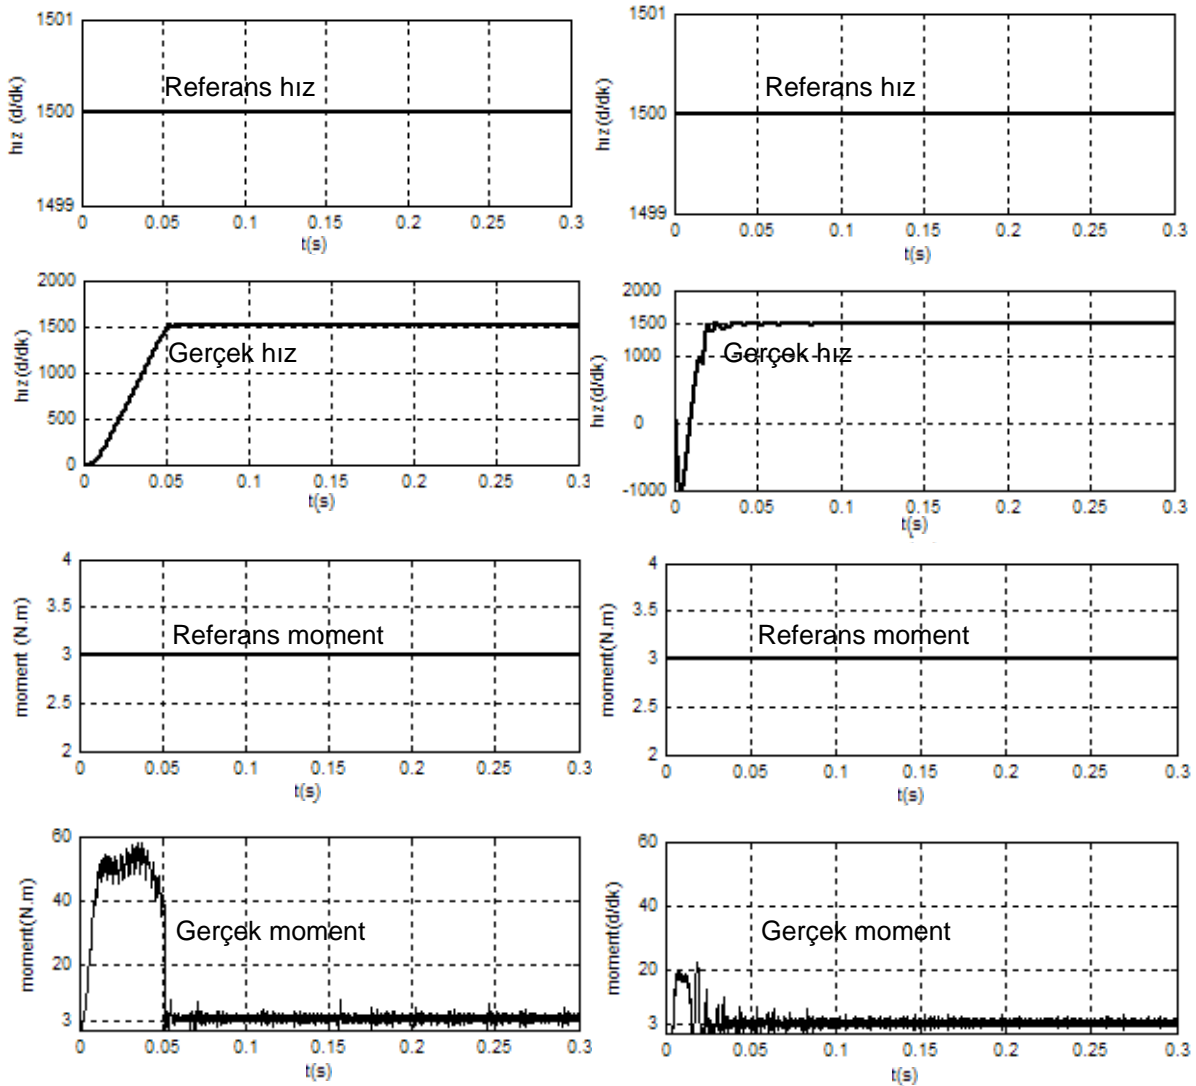 1501
1500
1499
hız (d/dk)
Referans hız
0 0.05 0.1 0.15 0.2 0.25 0.3
t(s)
1501
1500
1499
hız(d/dk)
Referans hız
0 0.05 0.1 0.15 0.2 0.25 0.3
t(s)
2000
1500
1000
500
0
hız(d/dk)
Gerçek hız
0 0.05 0.1 0.15 0.2 0.25 0.3
t(s)
2000
1500
1000
0
-1000
hız(d/dk)
Gerçek hız
0 0.05 0.1 0.15 0.2 0.25 0.3
t(s)
4
3.5
3
2.5
2
moment (N.m)
Referans moment
0 0.05 0.1 0.15 0.2 0.25 0.3
t(s)
4
3.5
3
2.5
2
moment(N.m)
Referans moment
0 0.05 0.1 0.15 0.2 0.25 0.3
t(s)
60
40
20
3
moment(N.m)
Gerçek moment
0 0.05 0.1 0.15 0.2 0.25 0.3
t(s)
60
40
20
3
moment(d/dk)
Gerçek moment
0 0.05 0.1 0.15 0.2 0.25 0.3
t(s)